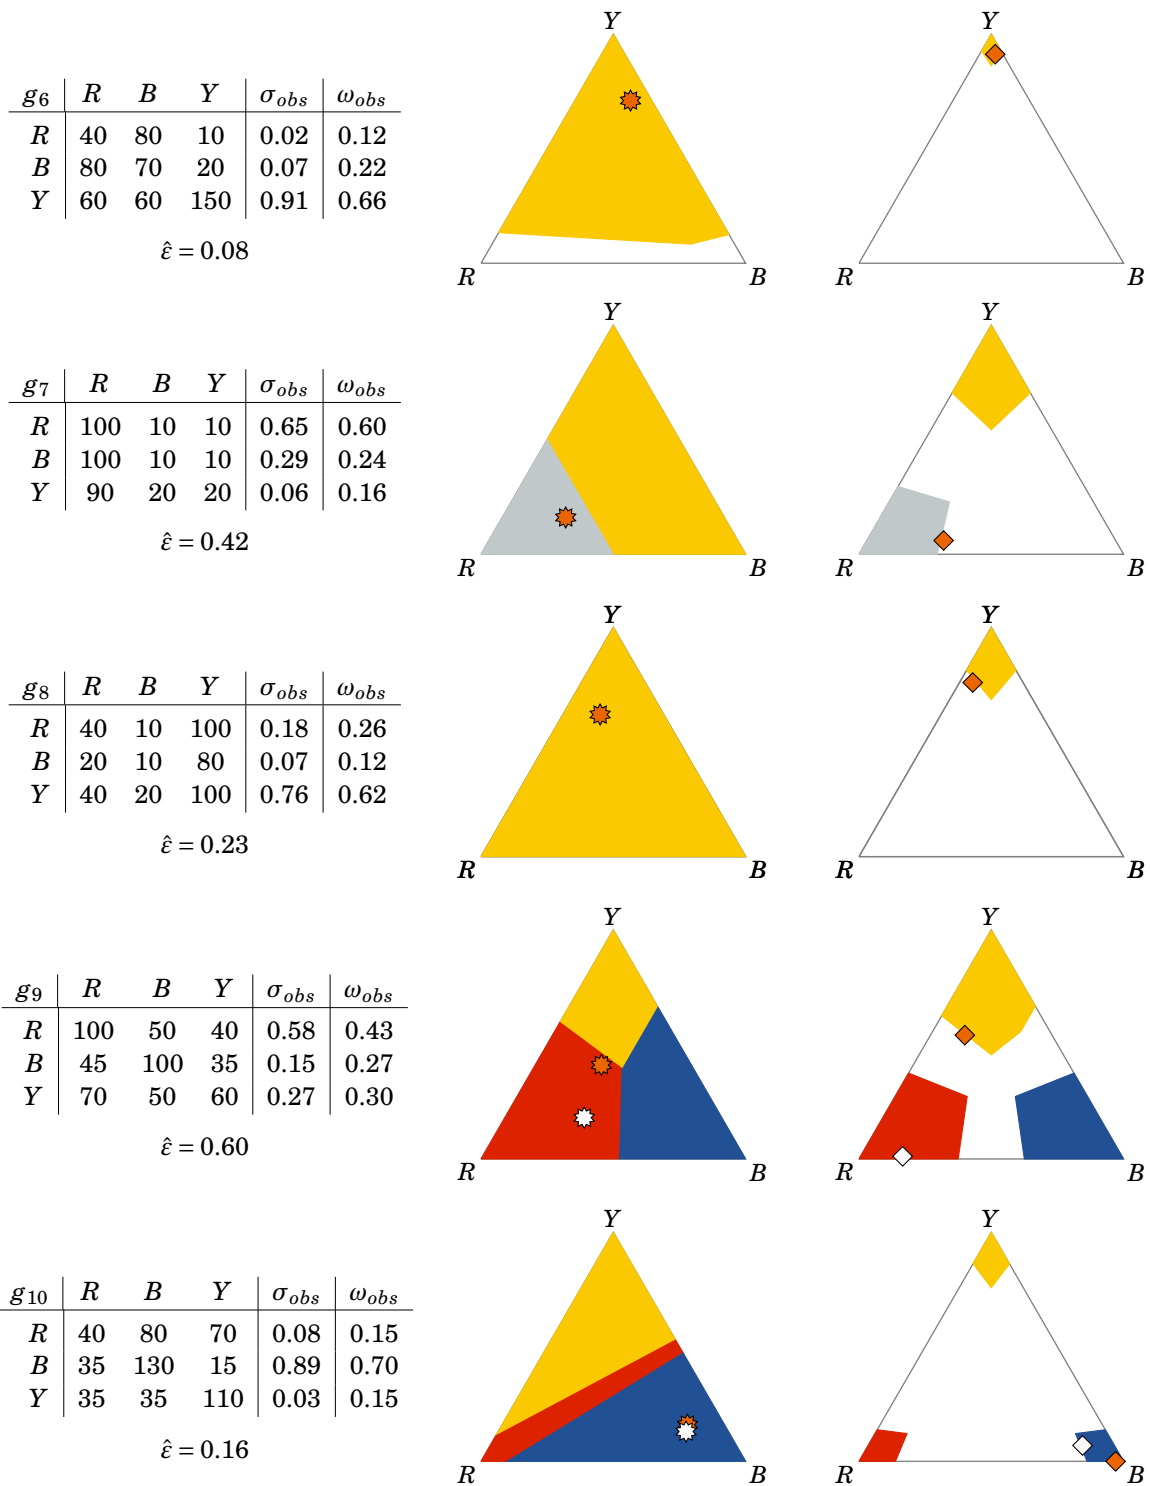 Y Y
g6 R B Y σobs ωobs
R 40 80 10 0.02 0.12
B 80 70 20 0.07 0.22
Y 60 60 150 0.91 0.66
ε̂ = 0.08
R B R B
Y Y
g7 R B Y σobs ωobs
R 100 10 10 0.65 0.60
B 100 10 10 0.29 0.24
Y 90 20 20 0.06 0.16
ε̂ = 0.42
R B R B
Y Y
g8 R B Y σobs ωobs
R 40 10 100 0.18 0.26
B 20 10 80 0.07 0.12
Y 40 20 100 0.76 0.62
ε̂ = 0.23
R B R B
Y Y
g9 R B Y σobs ωobs
R 100 50 40 0.58 0.43
B 45 100 35 0.15 0.27
Y 70 50 60 0.27 0.30
ε̂ = 0.60
R B R B
Y Y
g10 R B Y σobs ωobs
R 40 80 70 0.08 0.15
B 35 130 15 0.89 0.70
Y 35 35 110 0.03 0.15
ε̂ = 0.16
R B R B